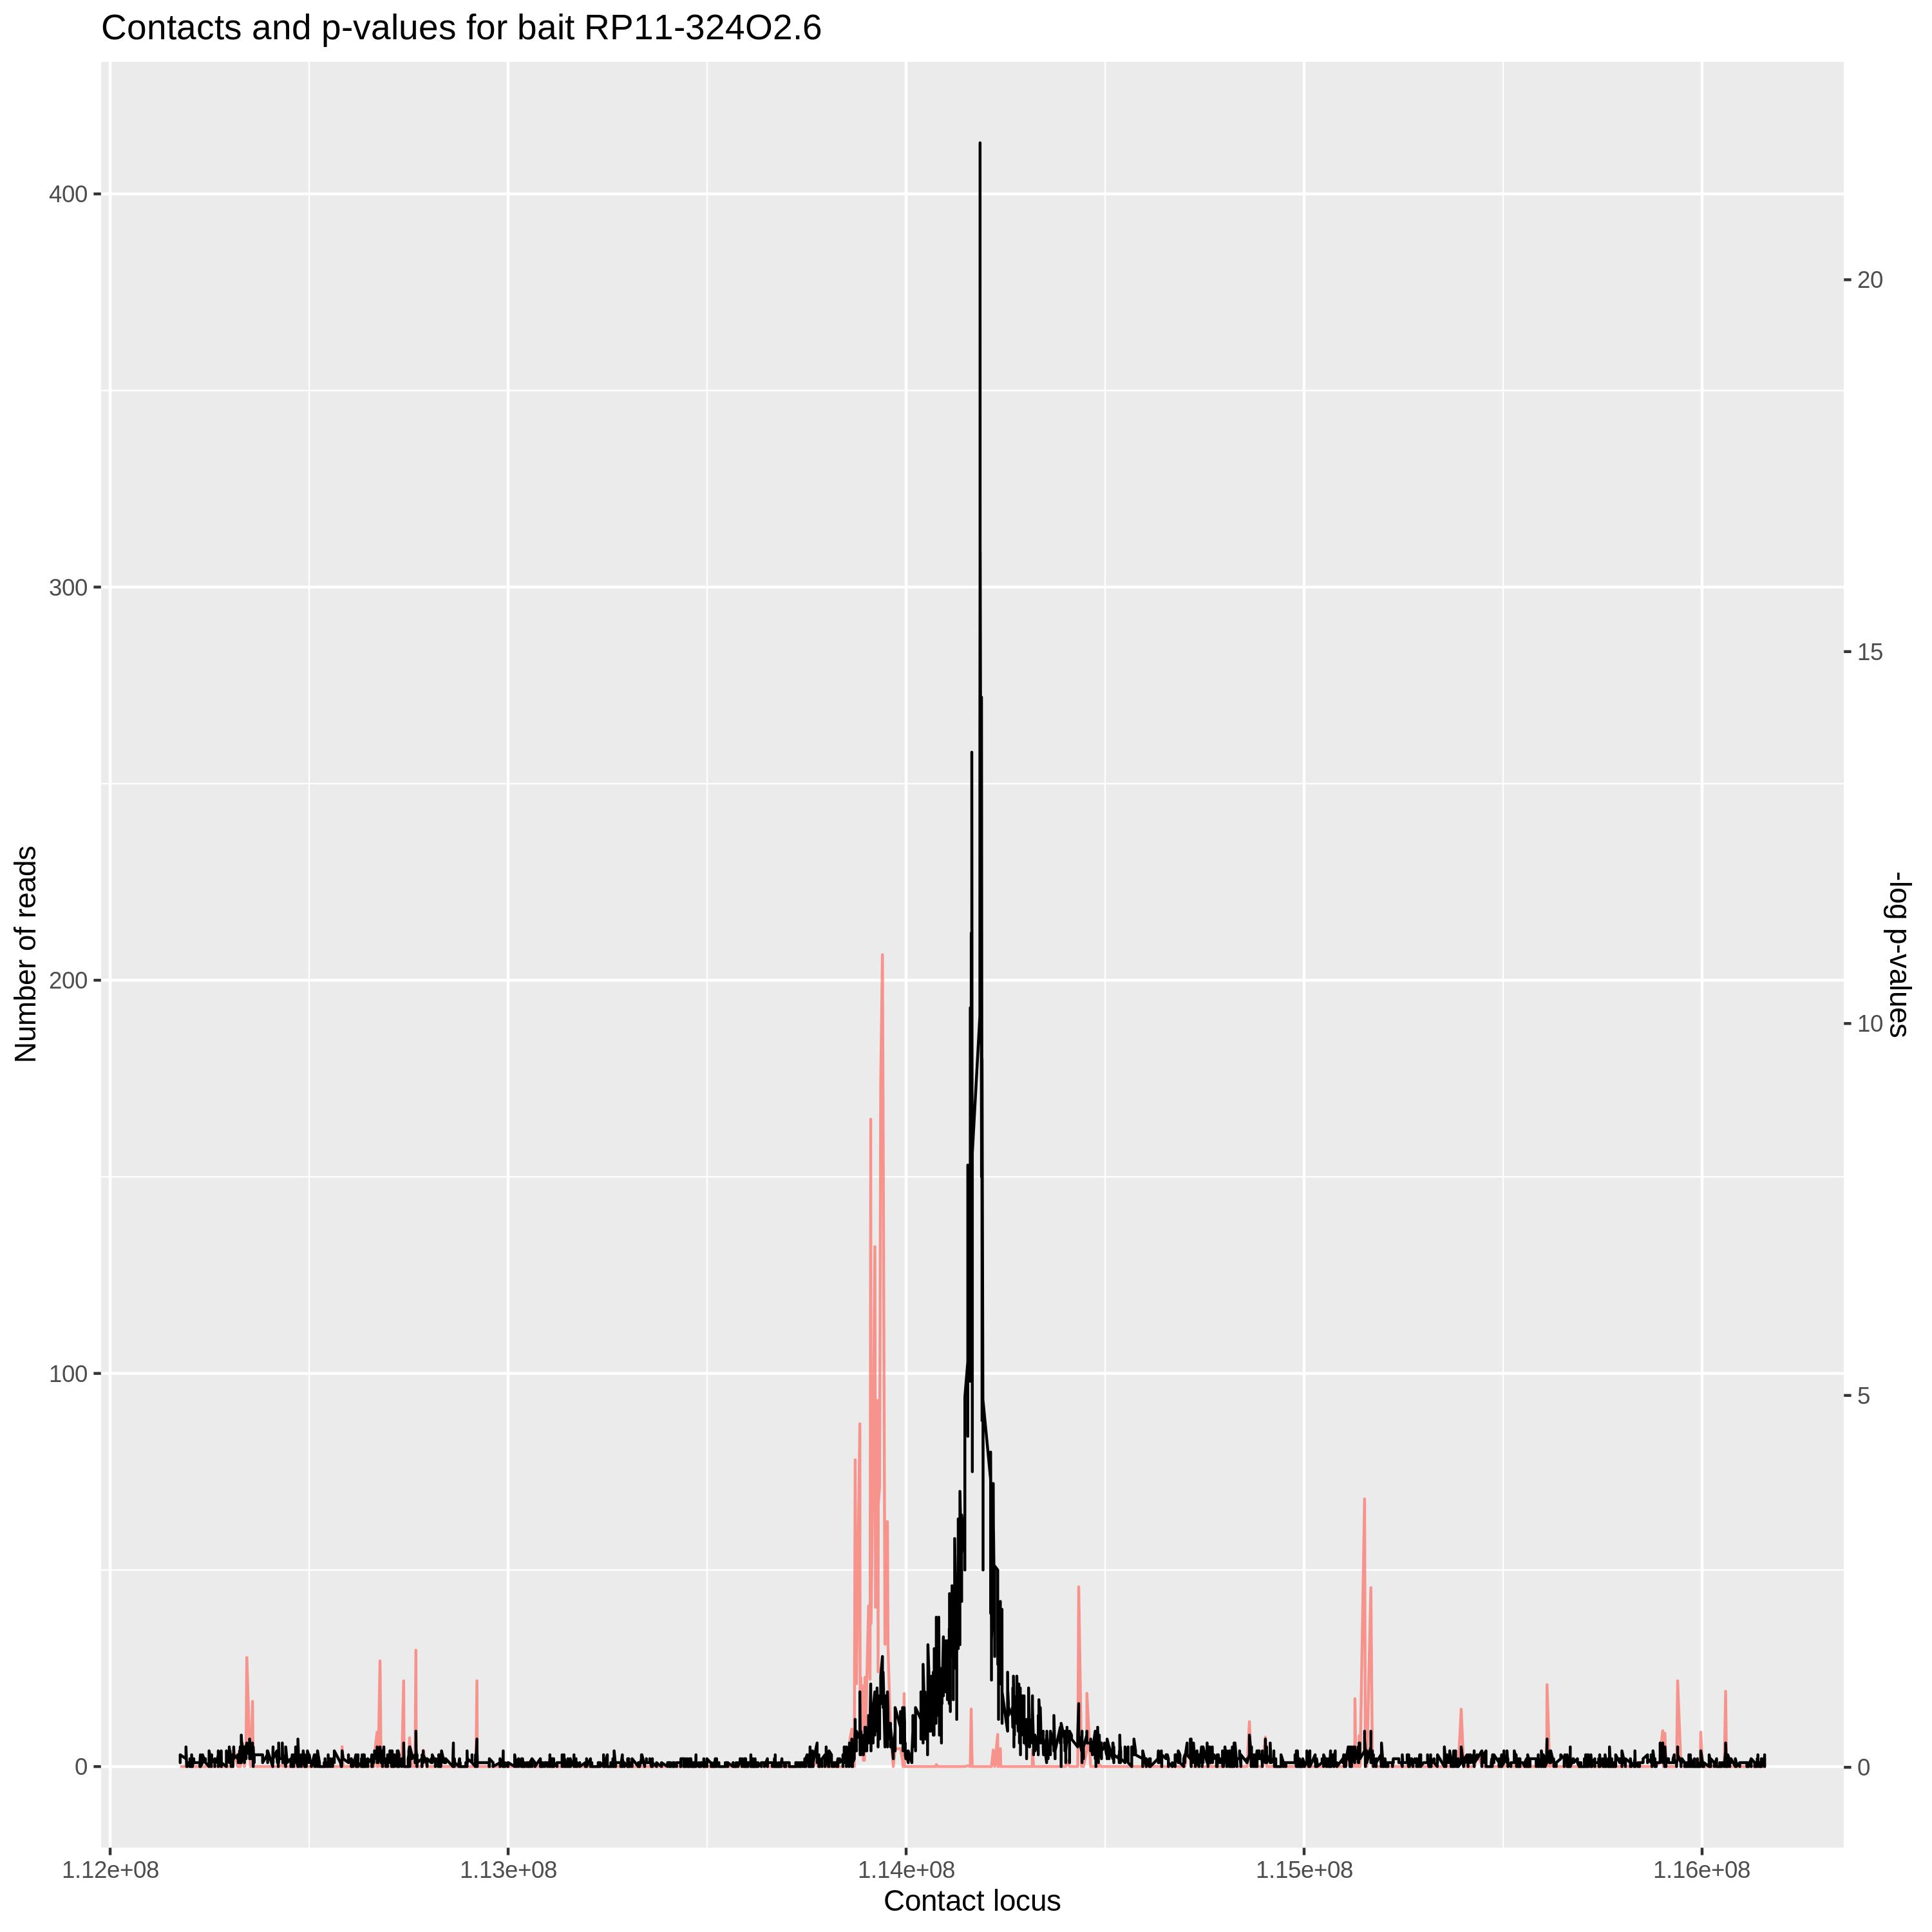 Contacts and p-values for bait RP11-324O2.6
400
300
200
100
0
Number of reads
20
15
10
5
0
-log p-values
1.12e+08
1.13e+08
1.14e+08
1.15e+08
1.16e+08
Contact locus